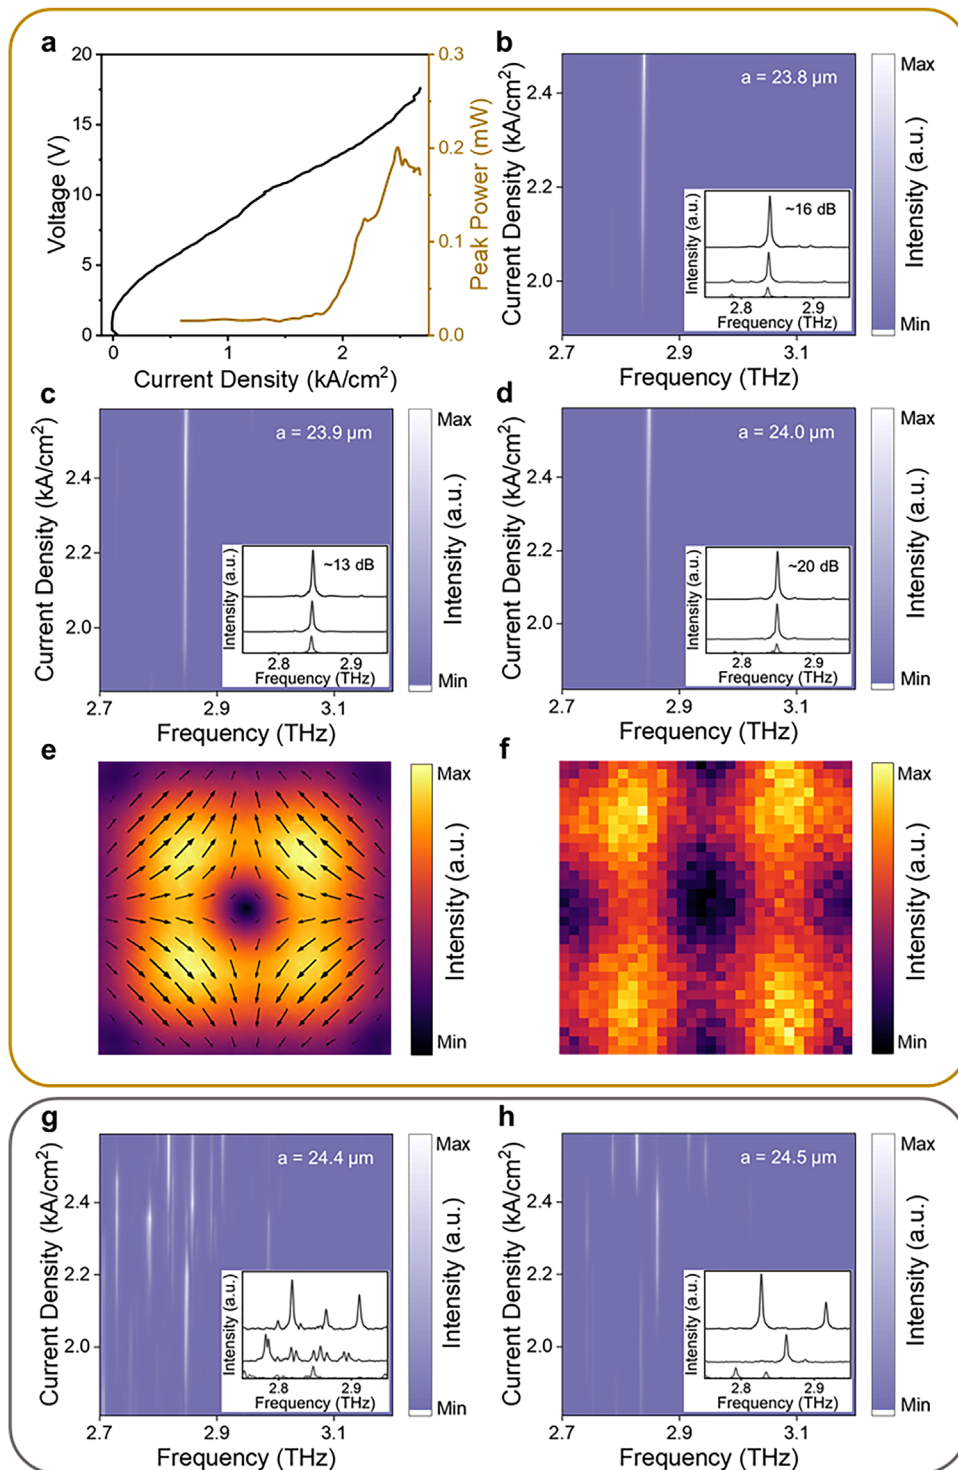 a
20
15
10
5
0
Voltage (V)
0.3
0.2
0.1
0.0
Peak Power (mW)
0
1
2
Current Density (kA/cm²)
b
a = 23.8 µm
2.4
2.2
2.0
Current Density (kA/cm²)
~16 dB
Intensity (a.u.)
2.8
2.9
Frequency (THz)
2.7
2.9
3.1
Frequency (THz)
Max
Intensity (a.u.)
Min
c
a = 23.9 µm
2.4
2.2
2.0
Current Density (kA/cm²)
~13 dB
Intensity (a.u.)
2.8
2.9
Frequency (THz)
2.7
2.9
3.1
Frequency (THz)
Max
Intensity (a.u.)
Min
d
a = 24.0 µm
2.4
2.2
2.0
Current Density (kA/cm²)
~20 dB
Intensity (a.u.)
2.8
2.9
Frequency (THz)
2.7
2.9
3.1
Frequency (THz)
Max
Intensity (a.u.)
Min
e
Max
Intensity (a.u.)
Min
f
Max
Intensity (a.u.)
Min
g
a = 24.4 µm
2.4
2.2
2.0
Current Density (kA/cm²)
Intensity (a.u.)
2.8
2.9
Frequency (THz)
2.7
2.9
3.1
Frequency (THz)
Max
Intensity (a.u.)
Min
h
a = 24.5 µm
2.4
2.2
2.0
Current Density (kA/cm²)
Intensity (a.u.)
2.8
2.9
Frequency (THz)
2.7
2.9
3.1
Frequency (THz)
Max
Intensity (a.u.)
Min